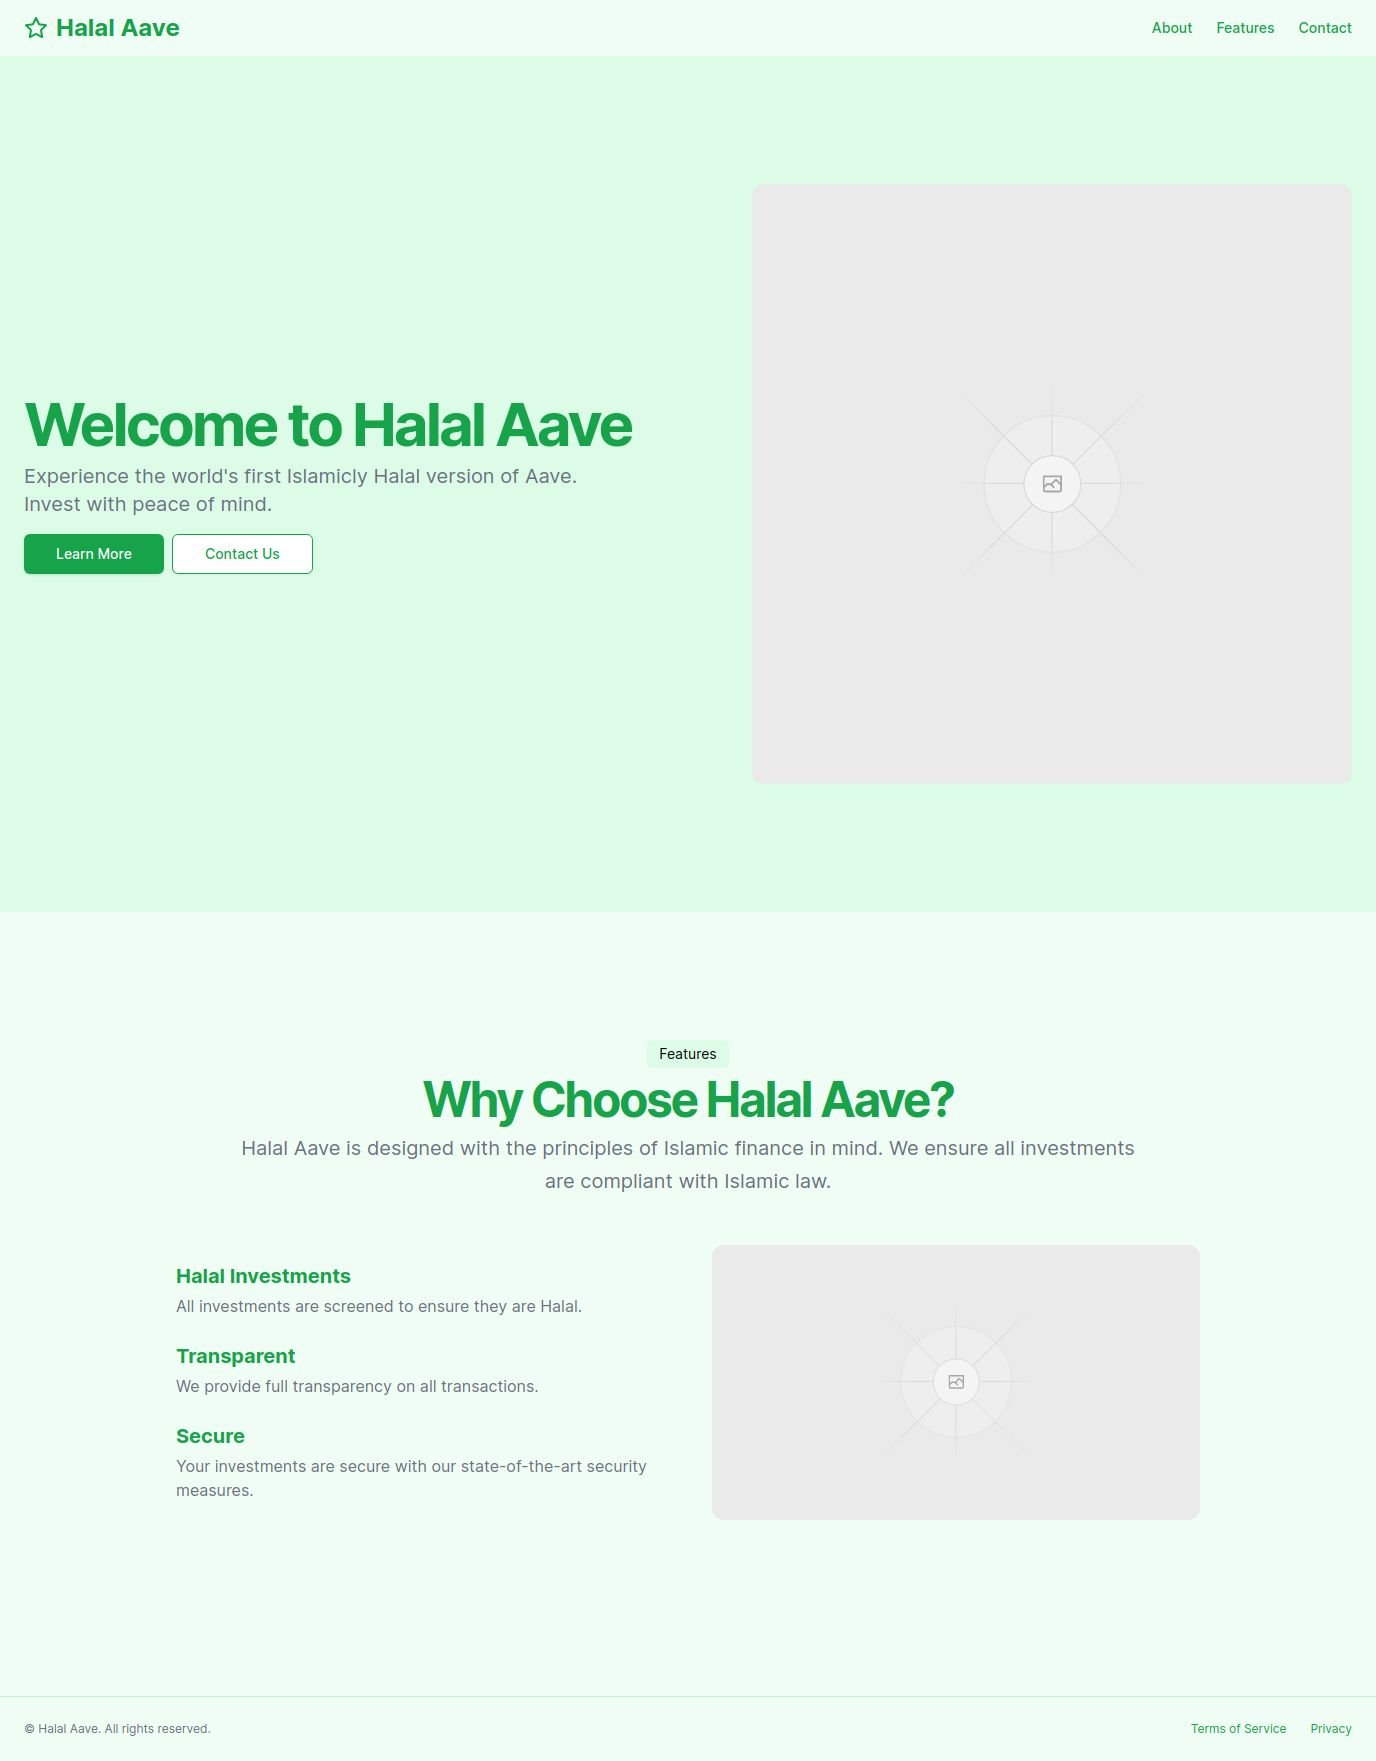 Halal Aave
About Features Contact
Welcome to Halal Aave
Experience the world's first Islamicly Halal version of Aave.
Invest with peace of mind.
Learn More Contact Us
Features
Why Choose Halal Aave?
Halal Aave is designed with the principles of Islamic finance in mind. We ensure all investments
are compliant with Islamic law.
Halal Investments
All investments are screened to ensure they are Halal.
Transparent
We provide full transparency on all transactions.
Secure
Your investments are secure with our state-of-the-art security
measures.
© Halal Aave. All rights reserved.
Terms of Service Privacy